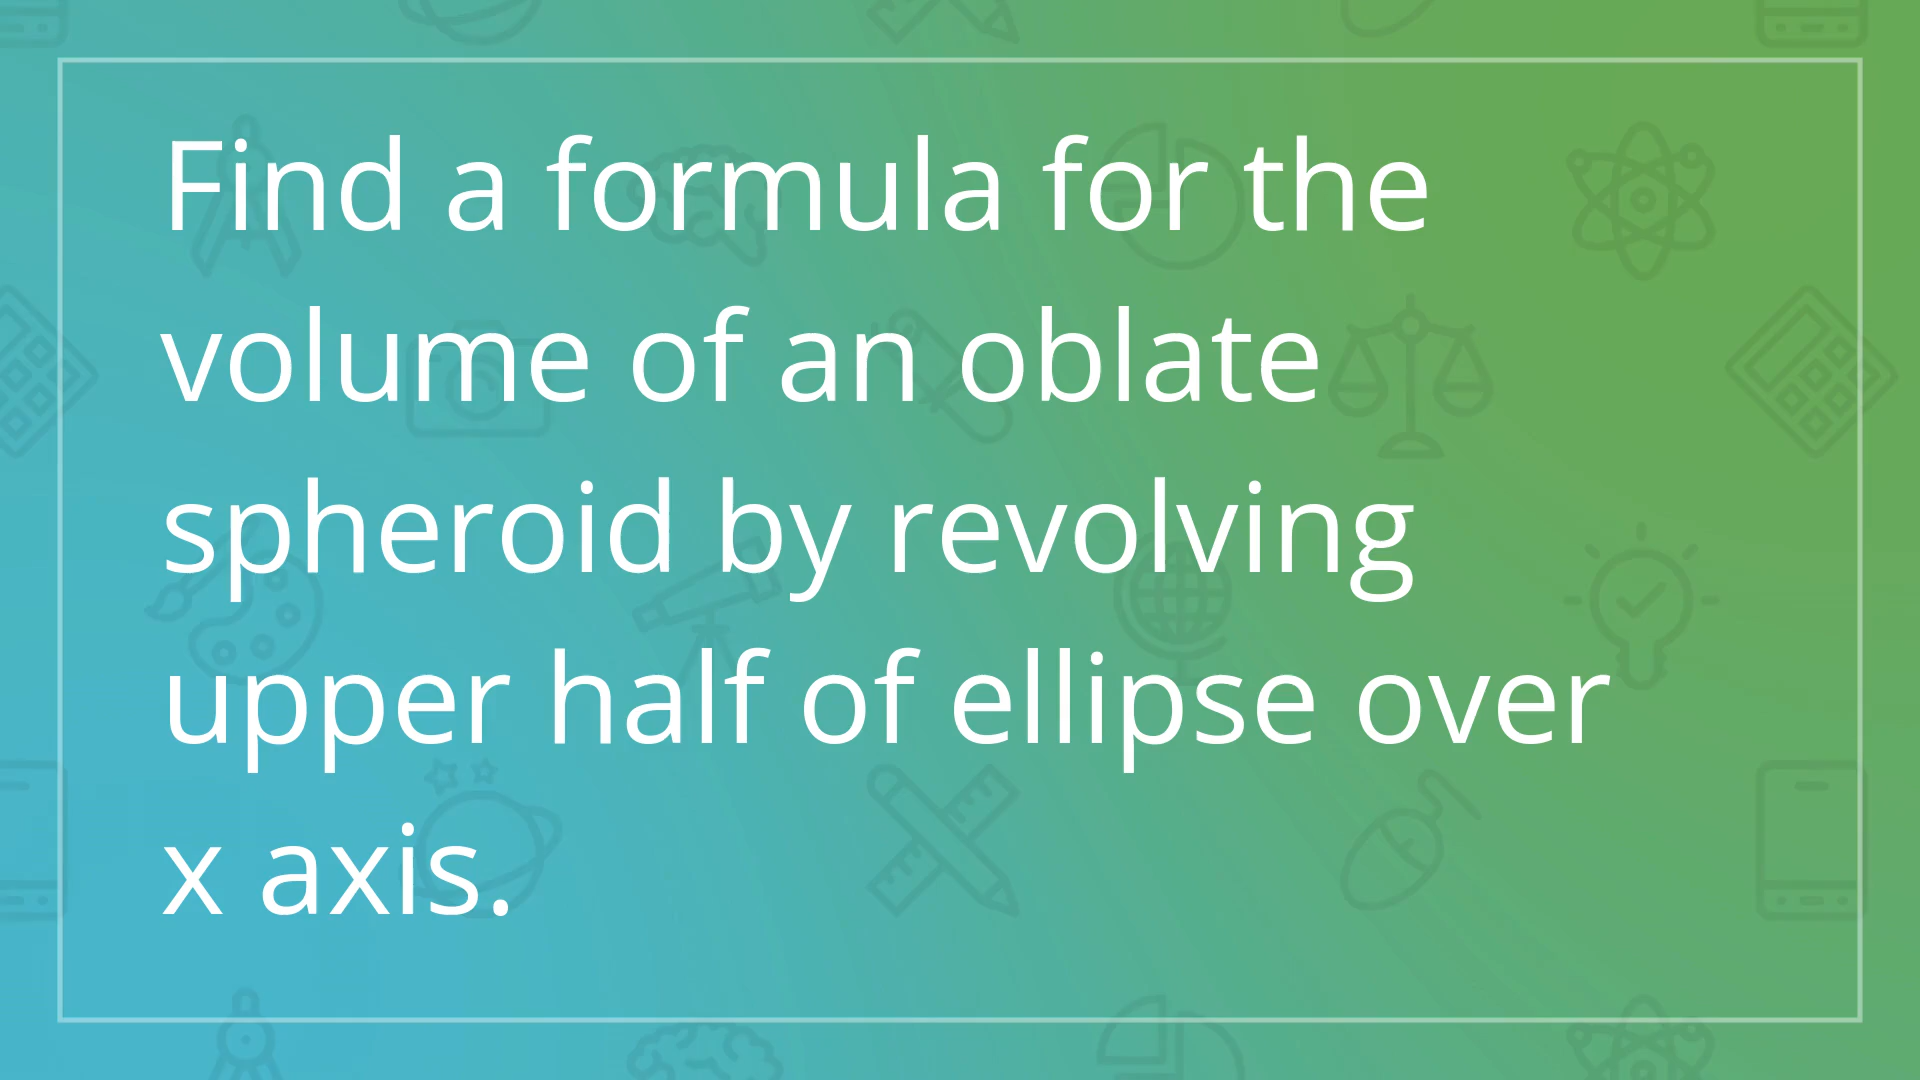 Find a formula for the
volume of an oblate
spheroid by revolving
upper half of ellipse over
x axis.